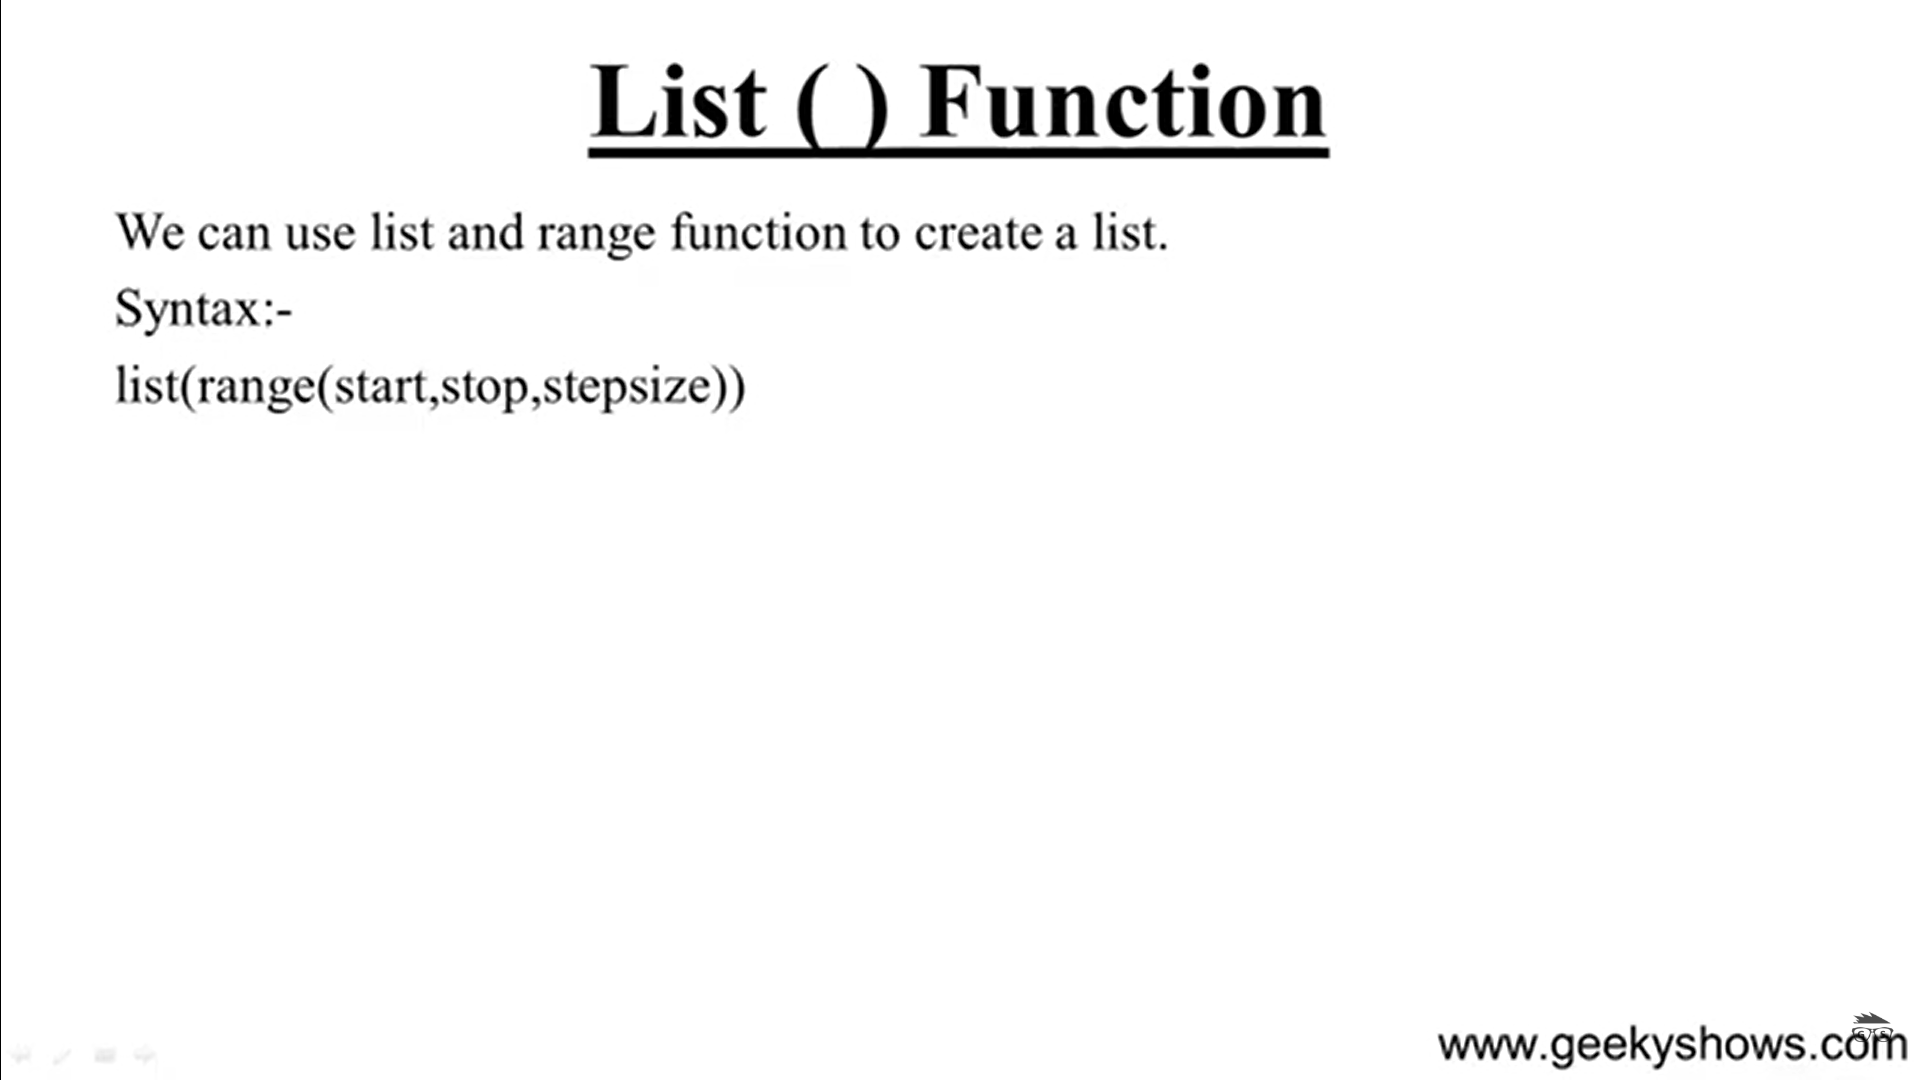 List ( ) Function
We can use list and range function to create a list.
Syntax:-
list(range(start,stop,stepsize))
www.geekyshows.com